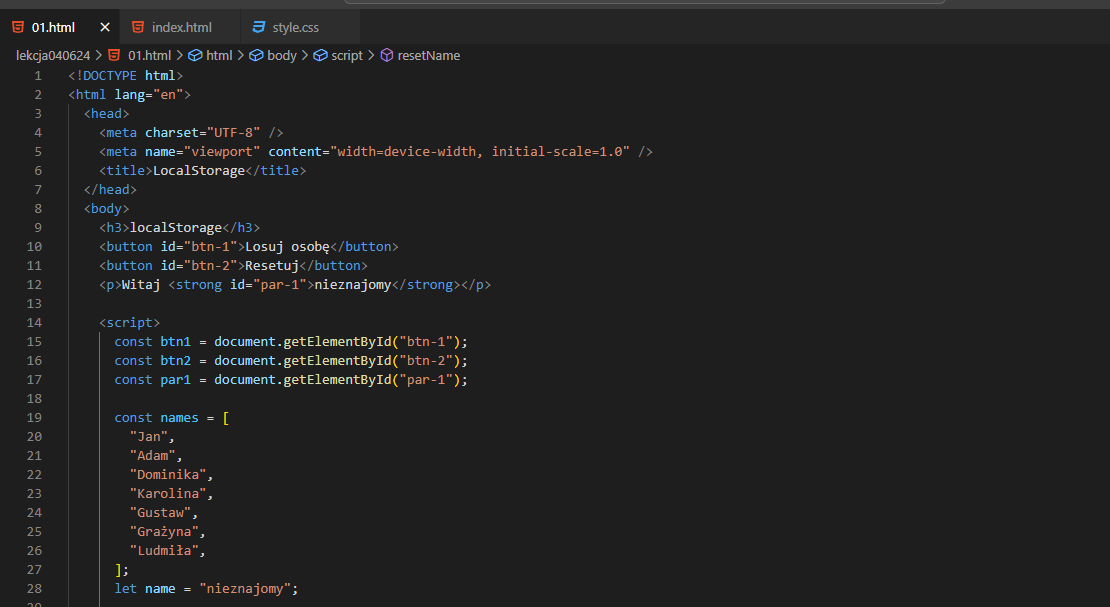 01.html × index.html style.css
lekcja040624 > 01.html > html > body > script > resetName
1 <!DOCTYPE html>
2 <html lang="en">
3 <head>
4 <meta charset="UTF-8" />
5 <meta name="viewport" content="width=device-width, initial-scale=1.0" />
6 <title>LocalStorage</title>
7 </head>
8 <body>
9 <h3>localStorage</h3>
10 <button id="btn-1">Losuj osobę</button>
11 <button id="btn-2">Resetuj</button>
12 <p>Witaj <strong id="par-1">nieznajomy</strong></p>
13
14 <script>
15 const btn1 = document.getElementById("btn-1");
16 const btn2 = document.getElementById("btn-2");
17 const par1 = document.getElementById("par-1");
18
19 const names = [
20 "Jan",
21 "Adam",
22 "Dominika",
23 "Karolina",
24 "Gustaw",
25 "Grażyna",
26 "Ludmiła",
27 ];
28 let name = "nieznajomy";
29